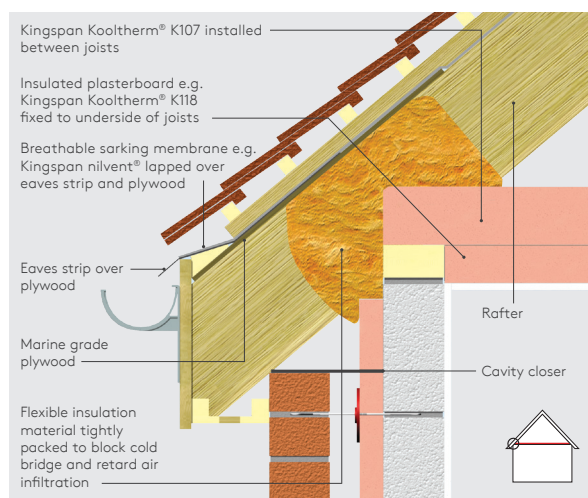 Kingspan Kooltherm® K107 installed
between joists
Insulated plasterboard e.g.
Kingspan Kooltherm® K118
fixed to underside of joists
Breathable sarking membrane e.g.
Kingspan nilvent® lapped over
eaves strip and plywood
Eaves strip over
plywood
Marine grade
plywood
Flexible insulation
material tightly
packed to block cold
bridge and retard air
infiltration
Rafter
Cavity closer